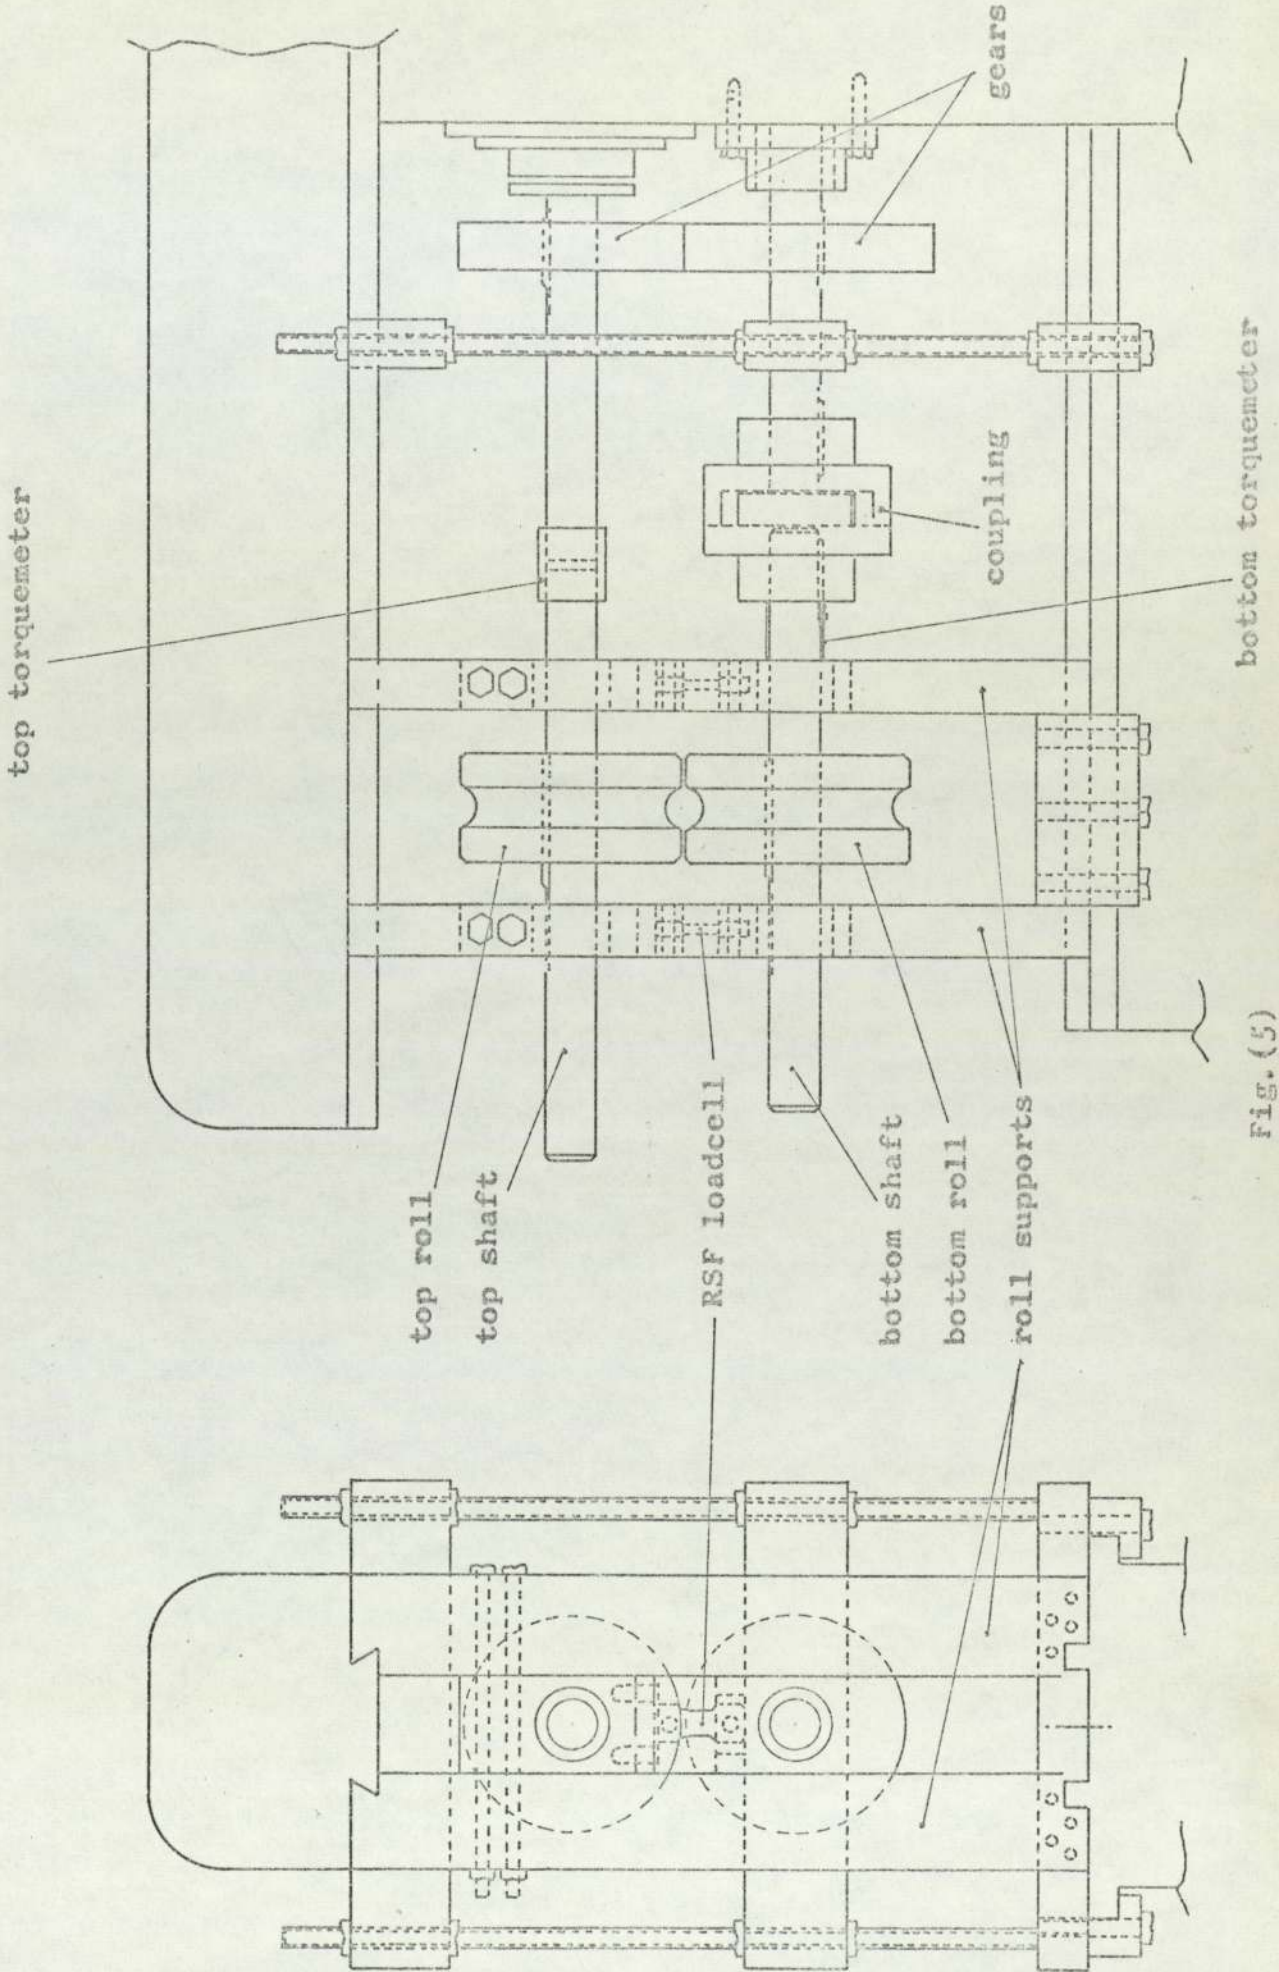 top torquemeter
gears
coupling
bottom torquemeter
top roll
top shaft
RSF loadcell
bottom shaft
bottom roll
roll supports
Fig.(5)